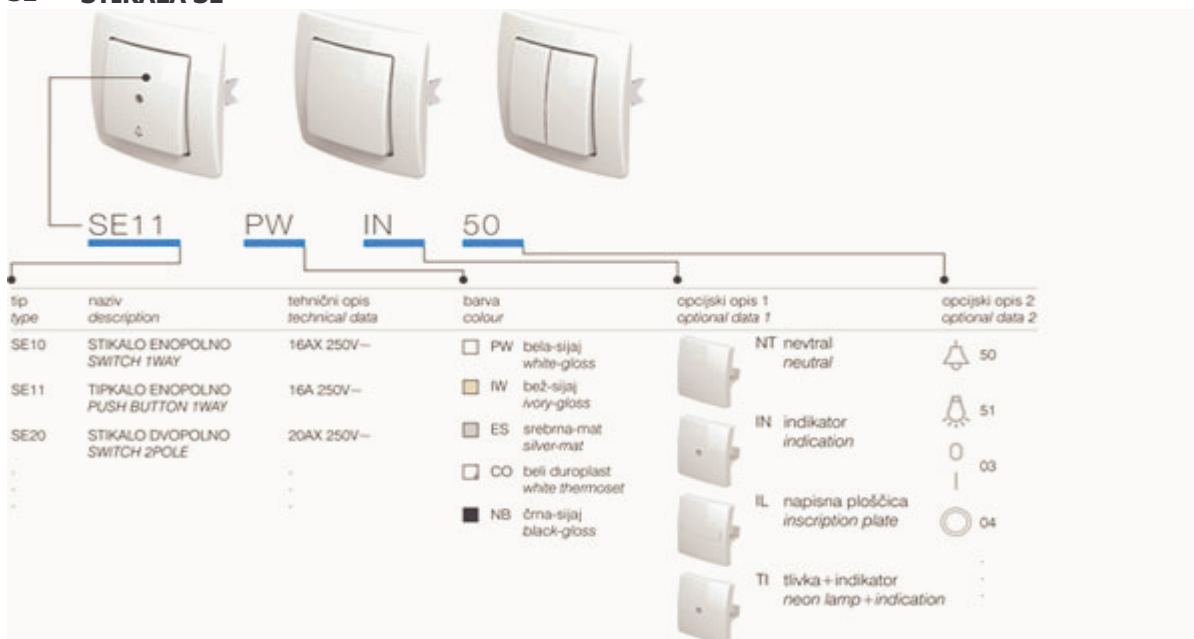 SE11 PW IN 50
tip naziv tehnični opis barva opcijski opis 1 opcijski opis 2
type description technical data colour optional data 1 optional data 2
SE10 STIKALO ENOPOLNO 16AX 250V~
SWITCH 1WAY
SE11 TIPKALO ENOPOLNO 16A 250V~
PUSH BUTTON 1WAY
SE20 STIKALO DVOPOLNO 20AX 250V~
SWITCH 2POLE
PW bela-sijaj
white-gloss
IW bež-sijaj
ivory-gloss
ES srebrna-mat
silver-mat
CO beli duroplast
white thermoset
NB črna-sijaj
black-gloss
NT nevtral
neutral
IN indikator
indication
IL napisna ploščica
inscription plate
TI tlivka+indikator
neon lamp+indication
50
51
03
04